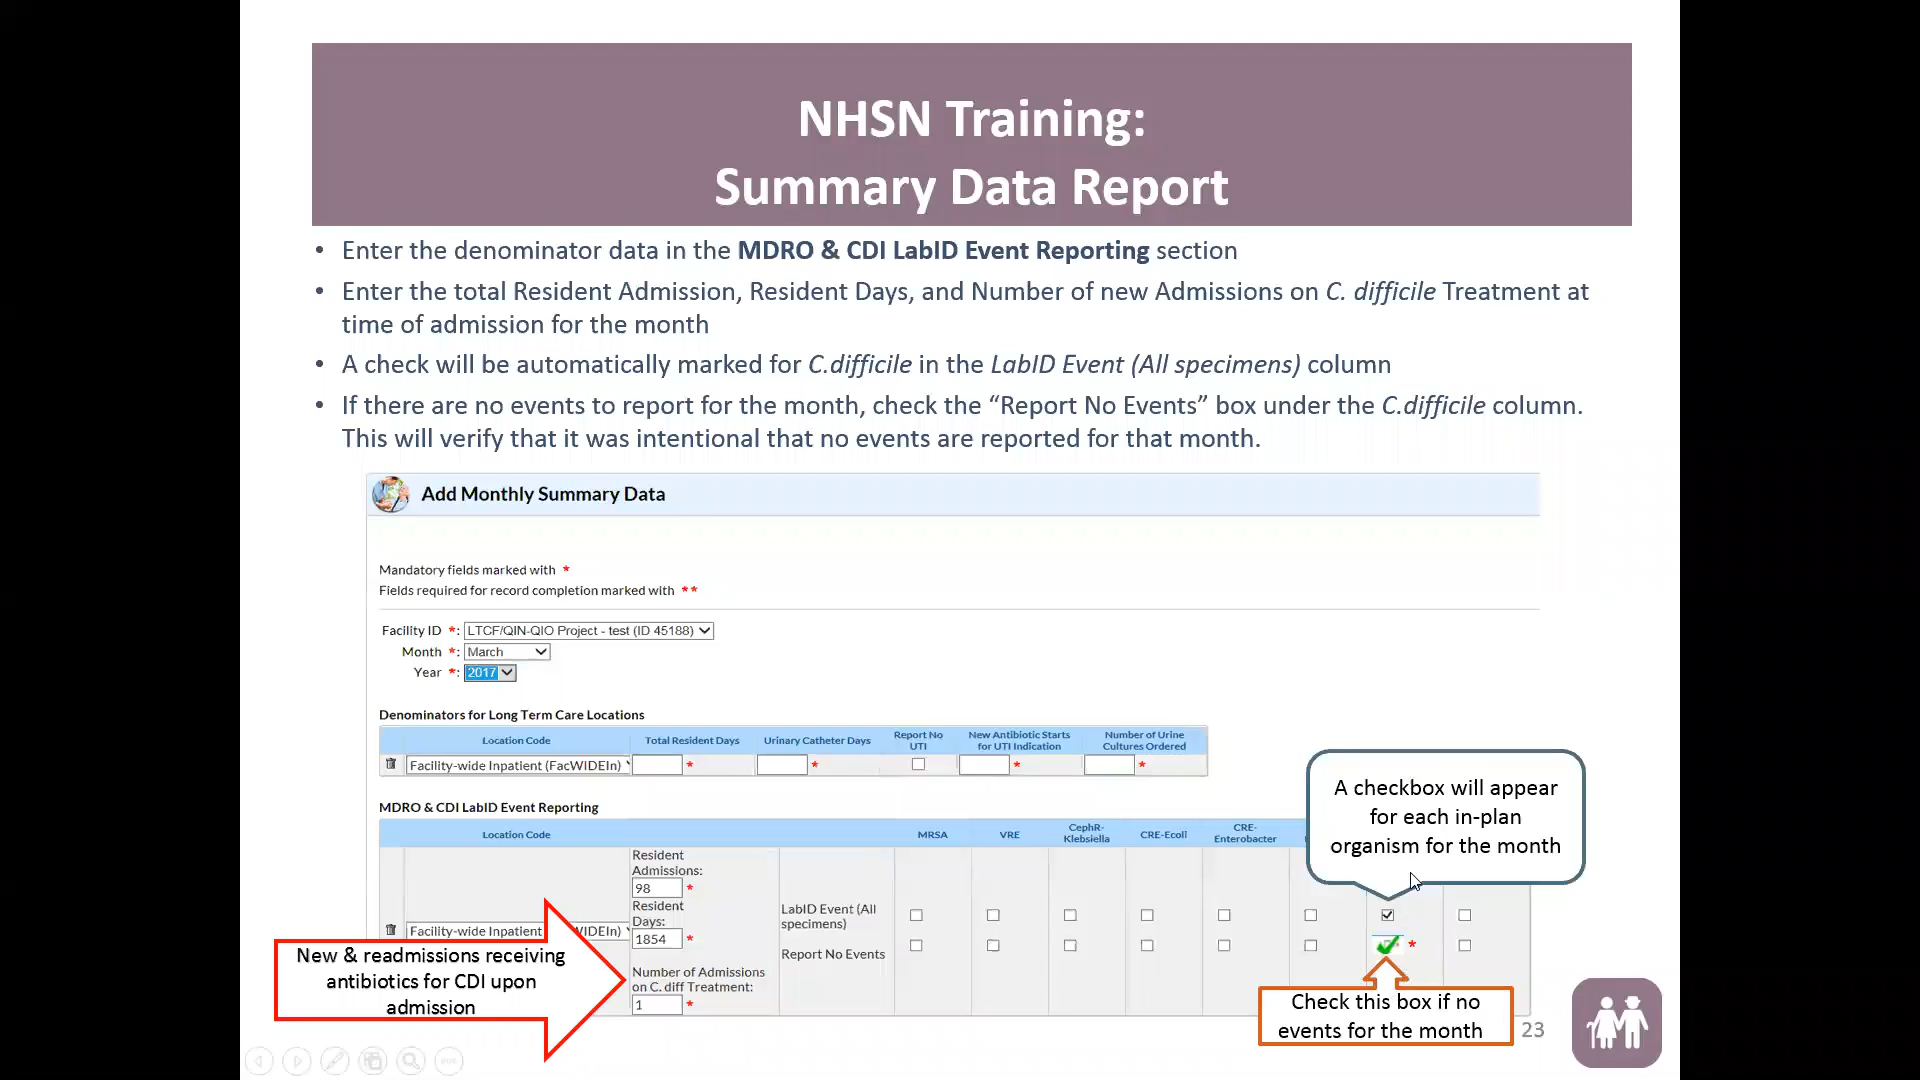 NHSN Training:
Summary Data Report
• Enter the denominator data in the MDRO & CDI LabID Event Reporting section
• Enter the total Resident Admission, Resident Days, and Number of new Admissions on C. difficile Treatment at
time of admission for the month
• A check will be automatically marked for C.difficile in the LabID Event (All specimens) column
• If there are no events to report for the month, check the “Report No Events” box under the C.difficile column.
This will verify that it was intentional that no events are reported for that month.
Add Monthly Summary Data
Mandatory fields marked with *
Fields required for record completion marked with **
Facility ID *: LTCF/QIN-QIO Project - test (ID 45188)
Month *: March
Year *: 2017
Denominators for Long Term Care Locations
Location Code Total Resident Days Urinary Catheter Days Report No UTI New Antibiotic Starts for UTI Indication Number of Urine Cultures Ordered
Facility-wide Inpatient (FacWIDEIn) * * * *
MDRO & CDI LabID Event Reporting
Location Code MRSA VRE CephR-Klebsiella CRE-Ecoli CRE-Enterobacter
A checkbox will appear
for each in-plan
organism for the month
Resident
Admissions:
98 *
Resident
Days:
1854 *
Number of Admissions
on C. diff Treatment:
1 *
LabID Event (All
specimens)
Report No Events
*
Facility-wide Inpatient WIDEIn)
New & readmissions receiving
antibiotics for CDI upon
admission
Check this box if no
events for the month
23